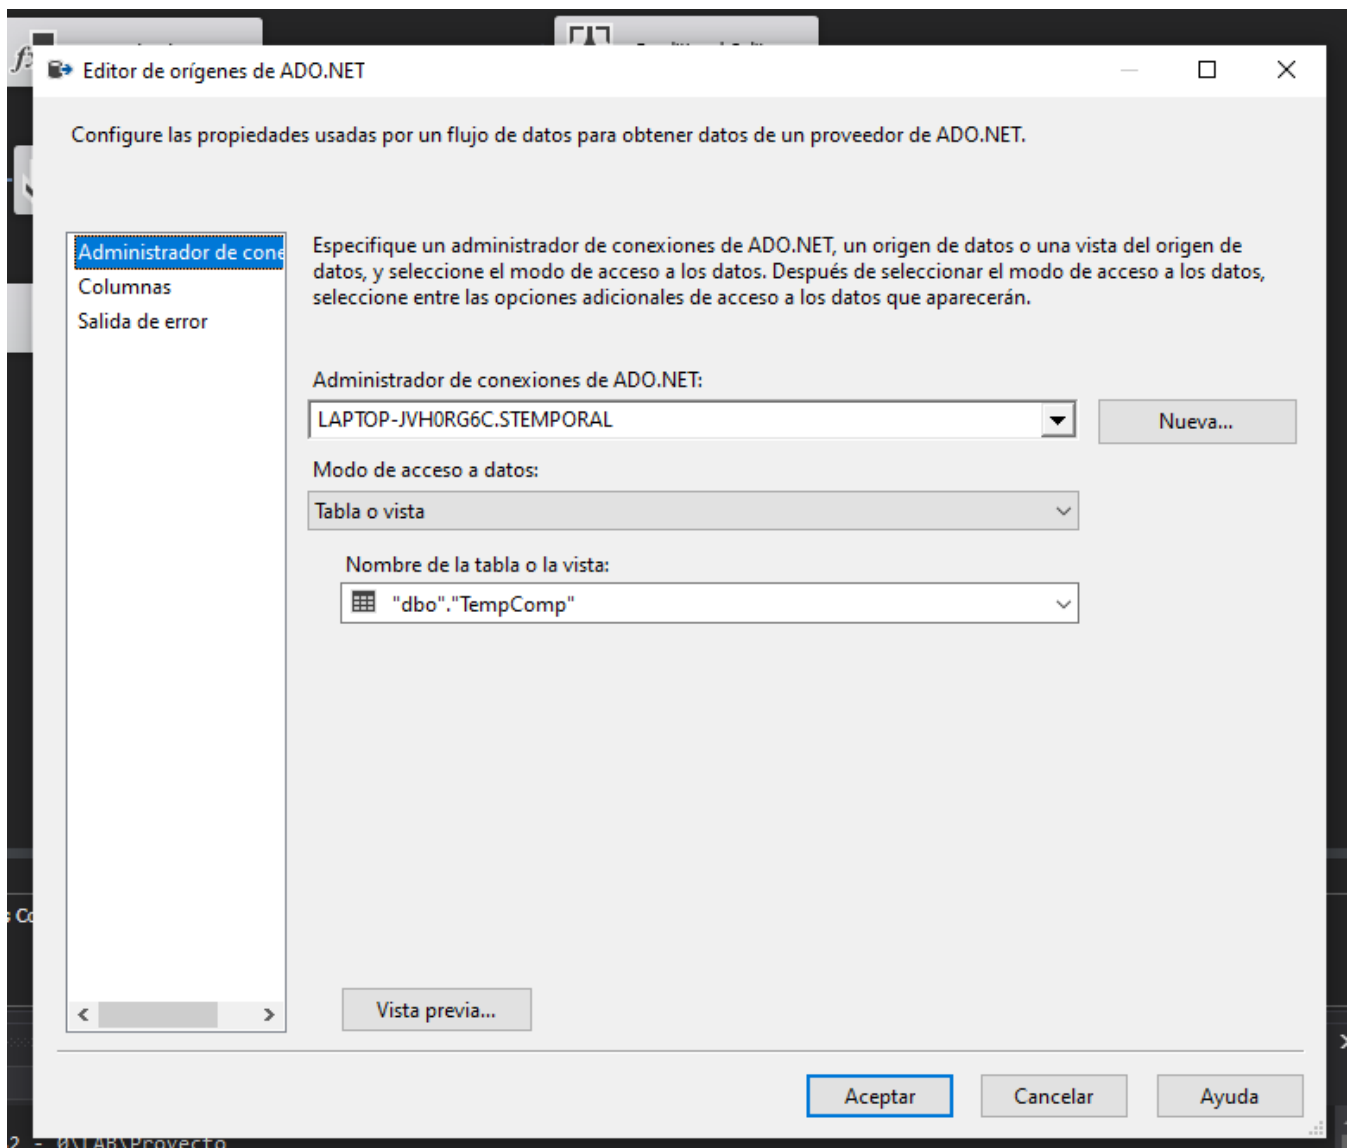 Editor de orígenes de ADO.NET
Configure las propiedades usadas por un flujo de datos para obtener datos de un proveedor de ADO.NET.
Administrador de cone
Columnas
Salida de error
Especifique un administrador de conexiones de ADO.NET, un origen de datos o una vista del origen de
datos, y seleccione el modo de acceso a los datos. Después de seleccionar el modo de acceso a los datos,
seleccione entre las opciones adicionales de acceso a los datos que aparecerán.
Administrador de conexiones de ADO.NET:
LAPTOP-JVH0RG6C.STEMPORAL
Nueva...
Modo de acceso a datos:
Tabla o vista
Nombre de la tabla o la vista:
"dbo"."TempComp"
Vista previa...
Aceptar
Cancelar
Ayuda
2 - 0\LAB\Proyecto